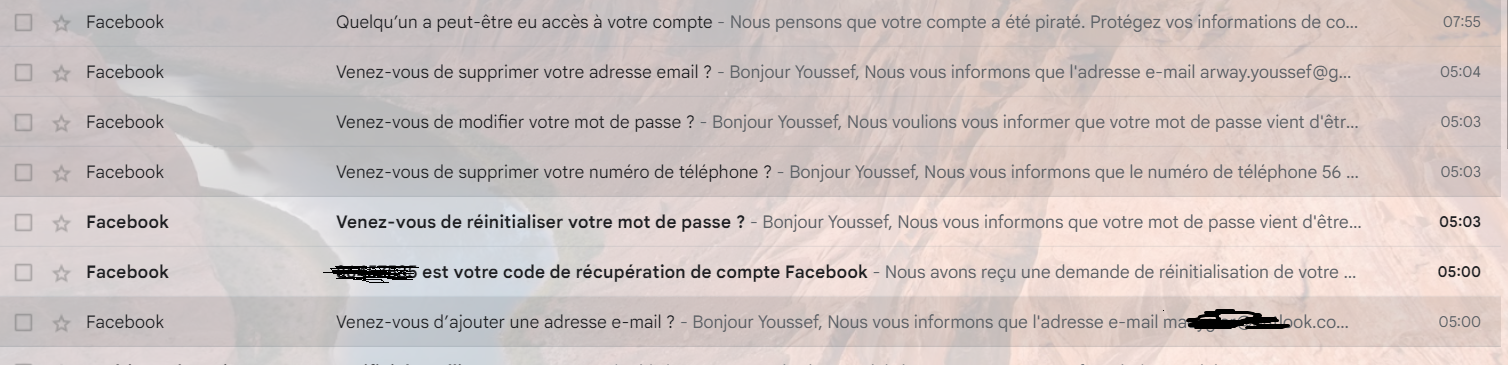 Facebook Quelqu'un a peut-être eu accès à votre compte - Nous pensons que votre compte a été piraté. Protégez vos informations de co... 07:55
Facebook Venez-vous de supprimer votre adresse email ? - Bonjour Youssef, Nous vous informons que l'adresse e-mail arway.youssef@g... 05:04
Facebook Venez-vous de modifier votre mot de passe ? - Bonjour Youssef, Nous voulions vous informer que votre mot de passe vient d'êtr... 05:03
Facebook Venez-vous de supprimer votre numéro de téléphone ? - Bonjour Youssef, Nous vous informons que le numéro de téléphone 56 ... 05:03
Facebook Venez-vous de réinitialiser votre mot de passe ? - Bonjour Youssef, Nous vous informons que votre mot de passe vient d'être... 05:03
Facebook est votre code de récupération de compte Facebook - Nous avons reçu une demande de réinitialisation de votre ... 05:00
Facebook Venez-vous d'ajouter une adresse e-mail ? - Bonjour Youssef, Nous vous informons que l'adresse e-mail 05:00